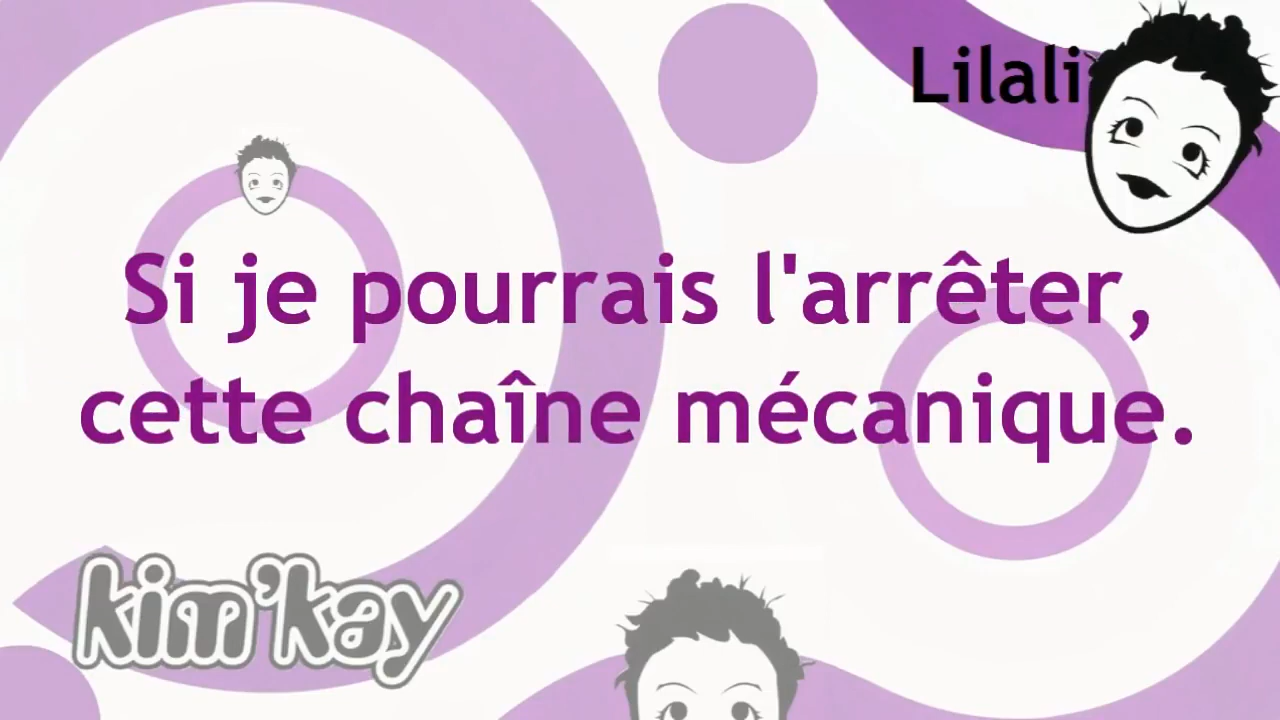 Lilali
Si je pourrais l'arrêter,
cette chaîne mécanique.
kim'kay